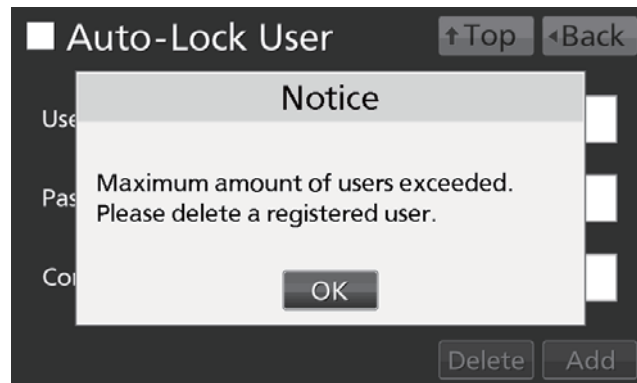 Auto-Lock User
Top
Back
Notice
Maximum amount of users exceeded.
Please delete a registered user.
OK
Delete
Add